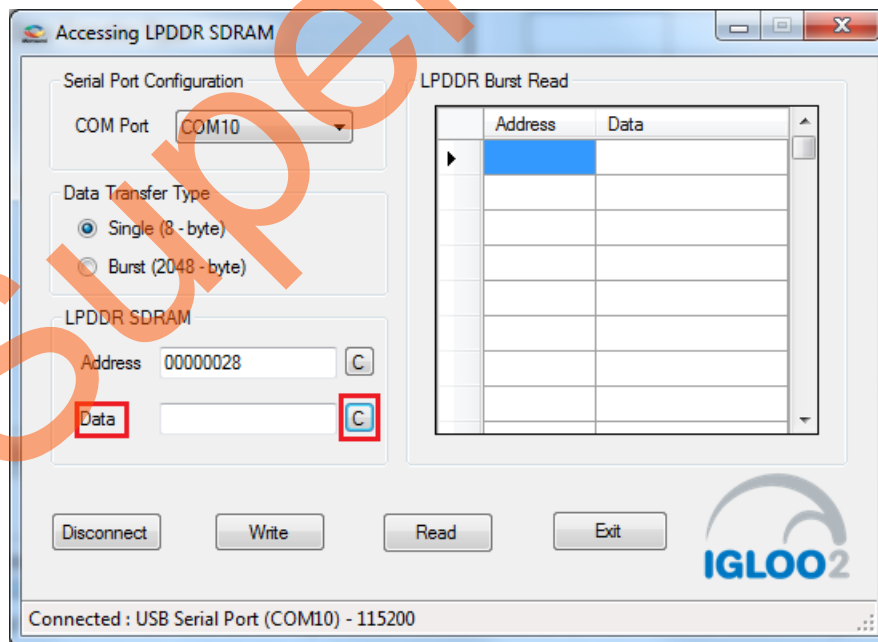 Accessing LPDDR SDRAM
Serial Port Configuration
COM Port COM10
Data Transfer Type
Single (8 - byte)
Burst (2048 - byte)
LPDDR SDRAM
Address 00000028 C
Data C
LPDDR Burst Read
Address Data
Disconnect Write Read Exit
IGLOO2
Connected : USB Serial Port (COM10) - 115200
Super